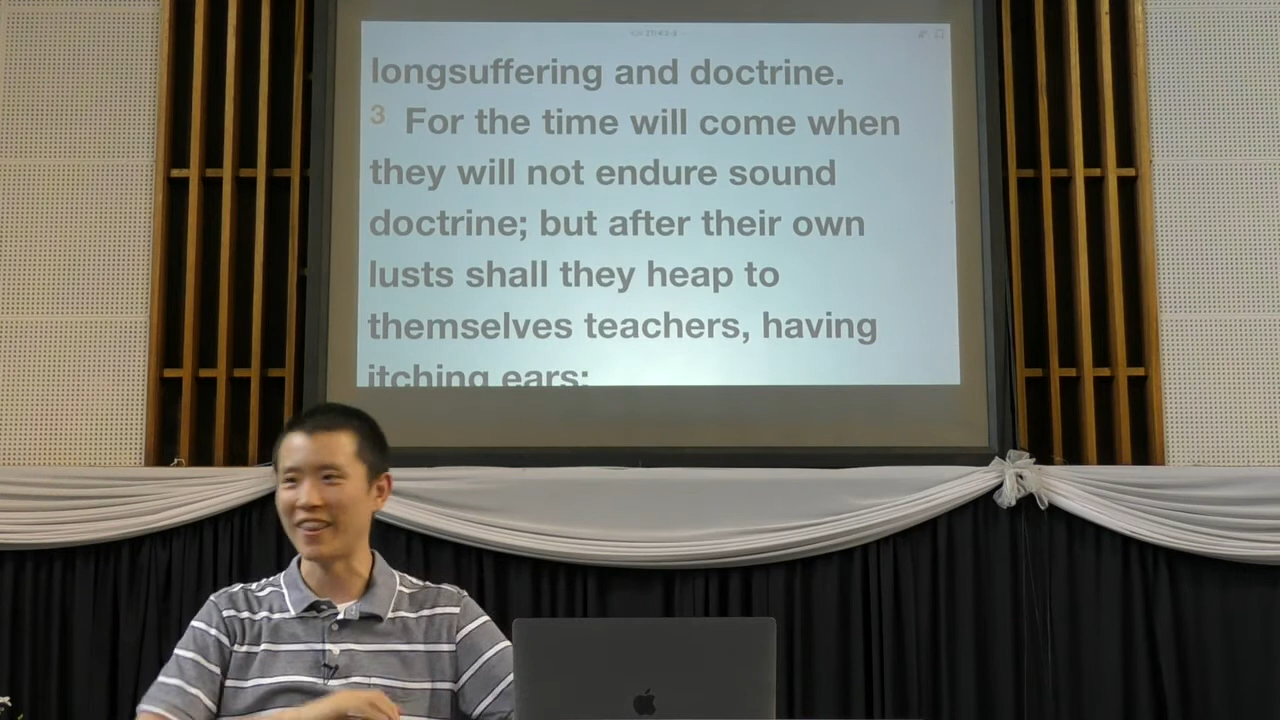 longsuffering and doctrine.
3 For the time will come when
they will not endure sound
doctrine; but after their own
lusts shall they heap to
themselves teachers, having
itching ears: